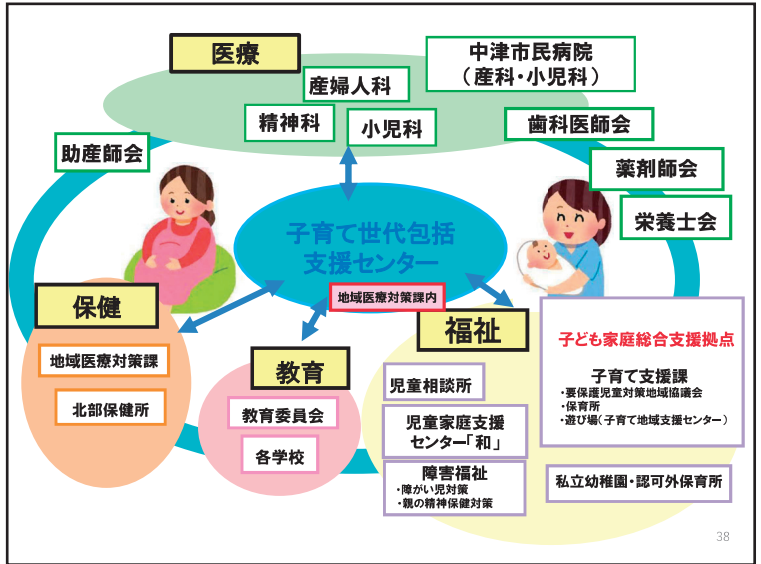 医療
中津市民病院
（産科・小児科）
産婦人科
精神科
小児科
歯科医師会
助産師会
薬剤師会
栄養士会
子育て世代包括
支援センター
地域医療対策課内
保健
地域医療対策課
北部保健所
教育
教育委員会
各学校
福祉
児童相談所
児童家庭支援
センター「和」
障害福祉
・障がい児対策
・親の精神保健対策
子ども家庭総合支援拠点
子育て支援課
・要保護児童対策地域協議会
・保育所
・遊び場（子育て地域支援センター）
私立幼稚園・認可外保育所
38